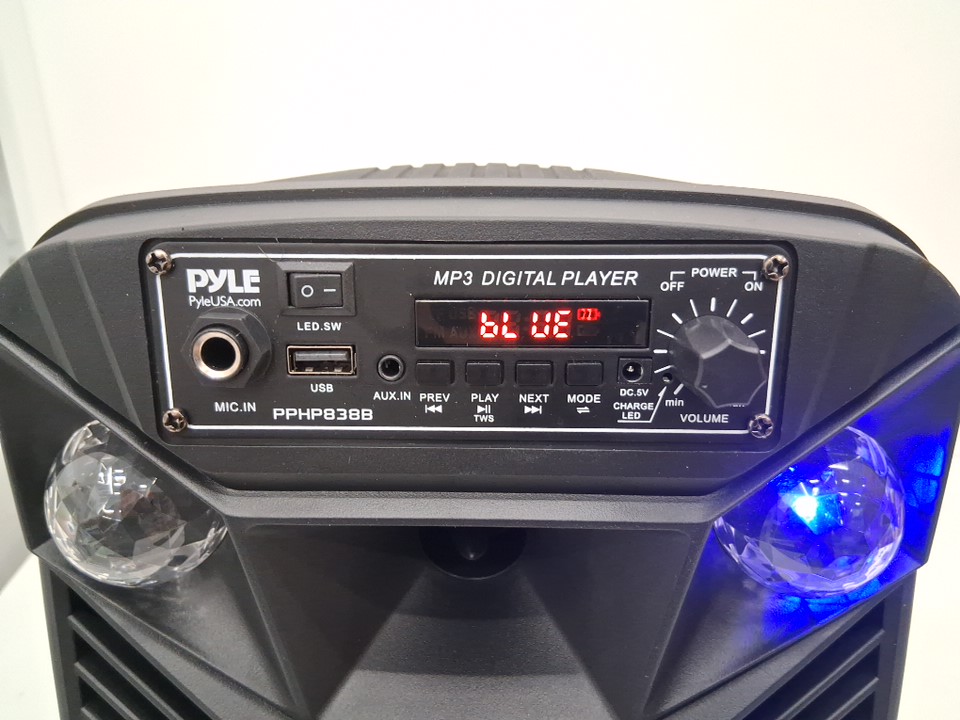 PYLE
PyleUSA.com
LED.SW
MIC.IN
USB
PPHP838B
AUX.IN
MP3 DIGITAL PLAYER
bLUE
PREV
PLAY
TWS
NEXT
MODE
DC.5V
CHARGE
LED
POWER
OFF
ON
min
VOLUME